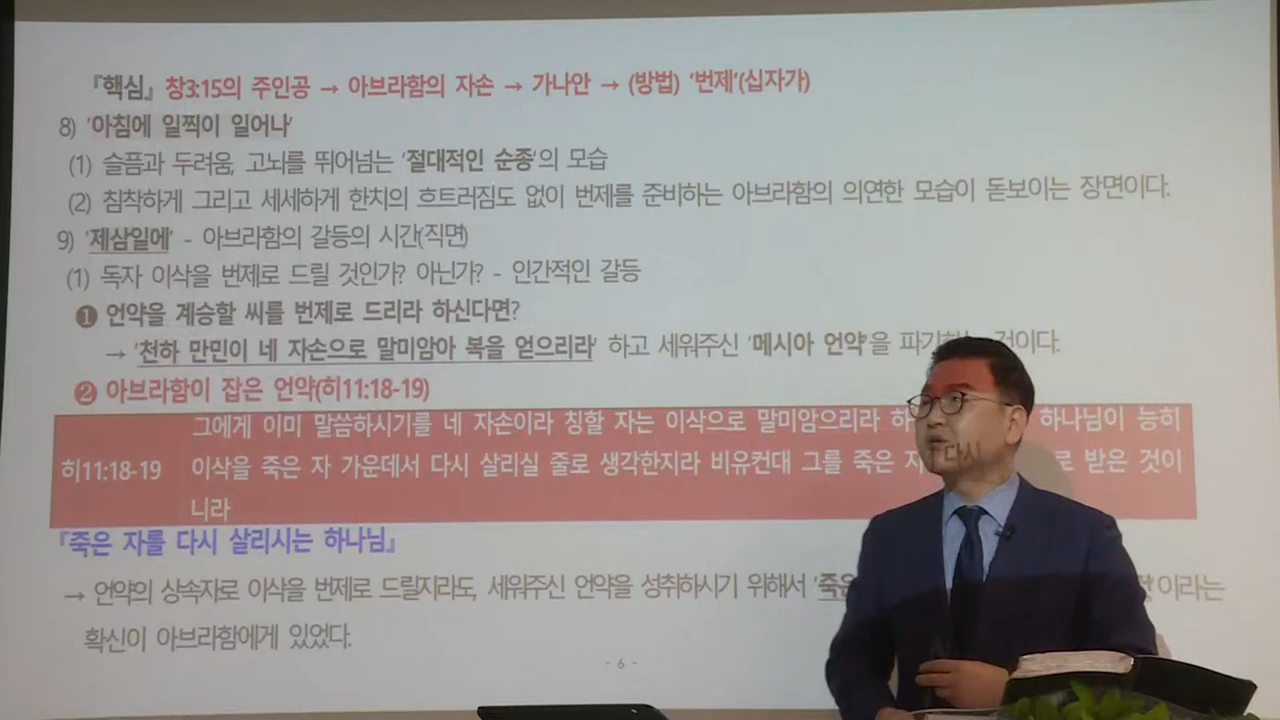 『핵심』 창3:15의 주인공 → 아브라함의 자손 → 가나안 → (방법) '번제'(십자가)
8) '아침에 일찍이 일어나'
(1) 슬픔과 두려움, 고뇌를 뛰어넘는 '절대적인 순종'의 모습
(2) 침착하게 그리고 세세하게 한치의 흐트러짐도 없이 번제를 준비하는 아브라함의 의연한 모습이 돋보이는 장면이다.
9) '제삼일에' - 아브라함의 갈등의 시간(직면)
(1) 독자 이삭을 번제로 드릴 것인가? 아닌가? - 인간적인 갈등
❶ 언약을 계승할 씨를 번제로 드리라 하신다면?
→ '천하 만민이 네 자손으로 말미암아 복을 얻으리라' 하고 세워주신 '메시아 언약'을 것이다.
❷ 아브라함이 잡은 언약(히11:18-19)
그에게 이미 말씀하시기를 네 자손이라 칭할 자는 이삭으로 말미암으리라 하나님이 능히
히11:18-19 이삭을 죽은 자 가운데서 다시 살리실 줄로 생각한지라 비유컨대 그를 죽은 다시 받은 것이
니라
『죽은 자를 다시 살리시는 하나님』
→ 언약의 상속자로 이삭을 번제로 드릴지라도, 세워주신 언약을 성취하시기 위해서 '죽은 이라는
확신이 아브라함에게 있었다.
- 6 -